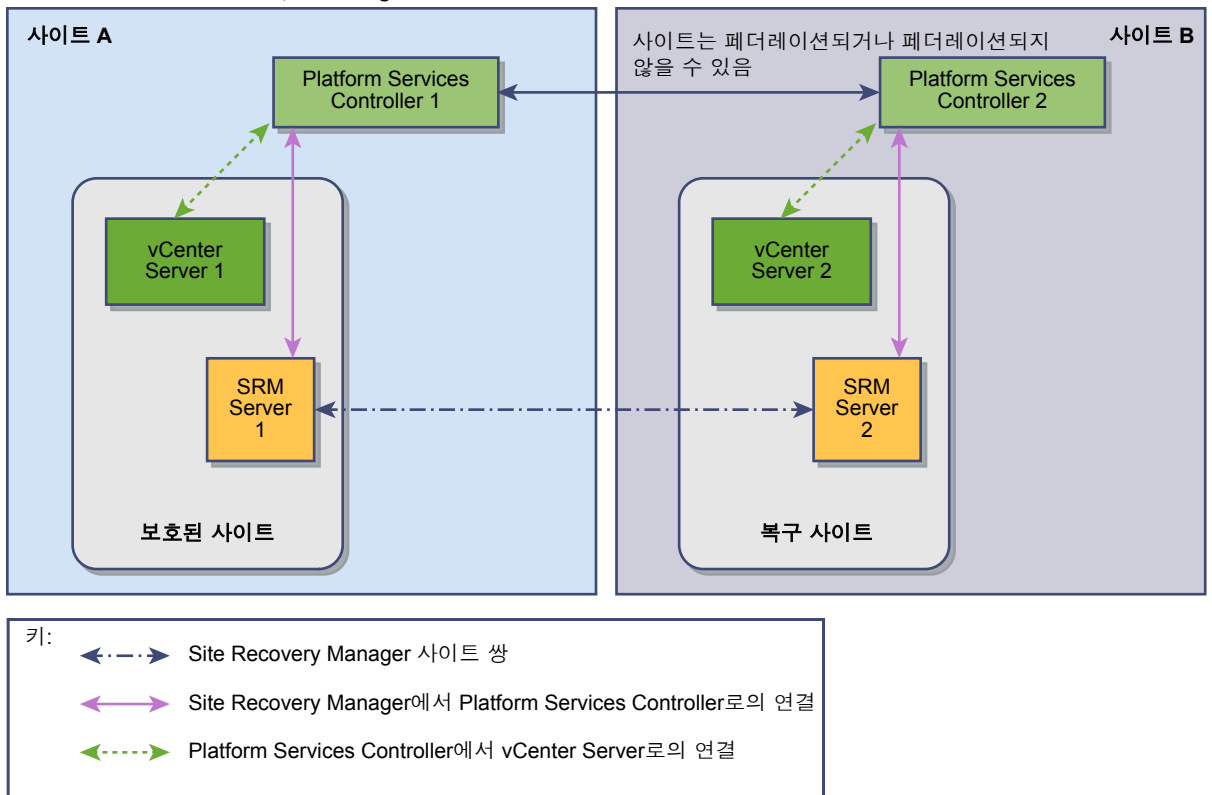 사이트 A
사이트 B
사이트는 페더레이션되거나 페더레이션되지
않을 수 있음
Platform Services
Controller 1
Platform Services
Controller 2
vCenter
Server 1
vCenter
Server 2
SRM
Server
1
SRM
Server
2
보호된 사이트
복구 사이트
키:
Site Recovery Manager 사이트 쌍
Site Recovery Manager에서 Platform Services Controller로의 연결
Platform Services Controller에서 vCenter Server로의 연결